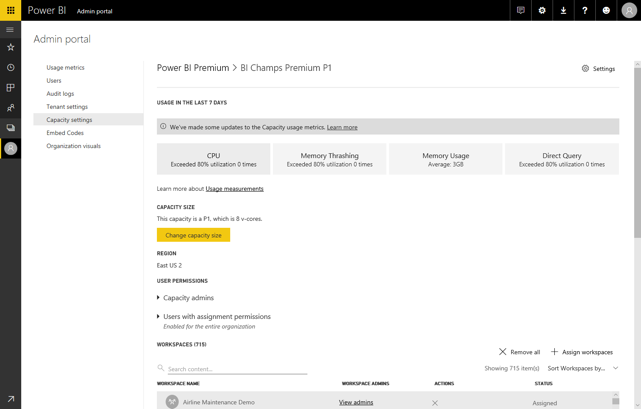 Power BI Admin portal
Admin portal
Usage metrics
Users
Audit logs
Tenant settings
Capacity settings
Embed Codes
Organization visuals
Power BI Premium > BI Champs Premium P1
Settings
USAGE IN THE LAST 7 DAYS
We've made some updates to the Capacity usage metrics. Learn more
CPU
Exceeded 80% utilization 0 times
Memory Thrashing
Exceeded 80% utilization 0 times
Memory Usage
Average: 3GB
Direct Query
Exceeded 80% utilization 0 times
Learn more about Usage measurements
CAPACITY SIZE
This capacity is a P1, which is 8 v-cores.
Change capacity size
REGION
East US 2
USER PERMISSIONS
Capacity admins
Users with assignment permissions
Enabled for the entire organization
WORKSPACES (715)
Remove all Assign workspaces
Search content...
Showing 715 item(s) Sort Workspaces by...
WORKSPACE NAME WORKSPACE ADMINS ACTIONS STATUS
Airline Maintenance Demo View admins Assigned